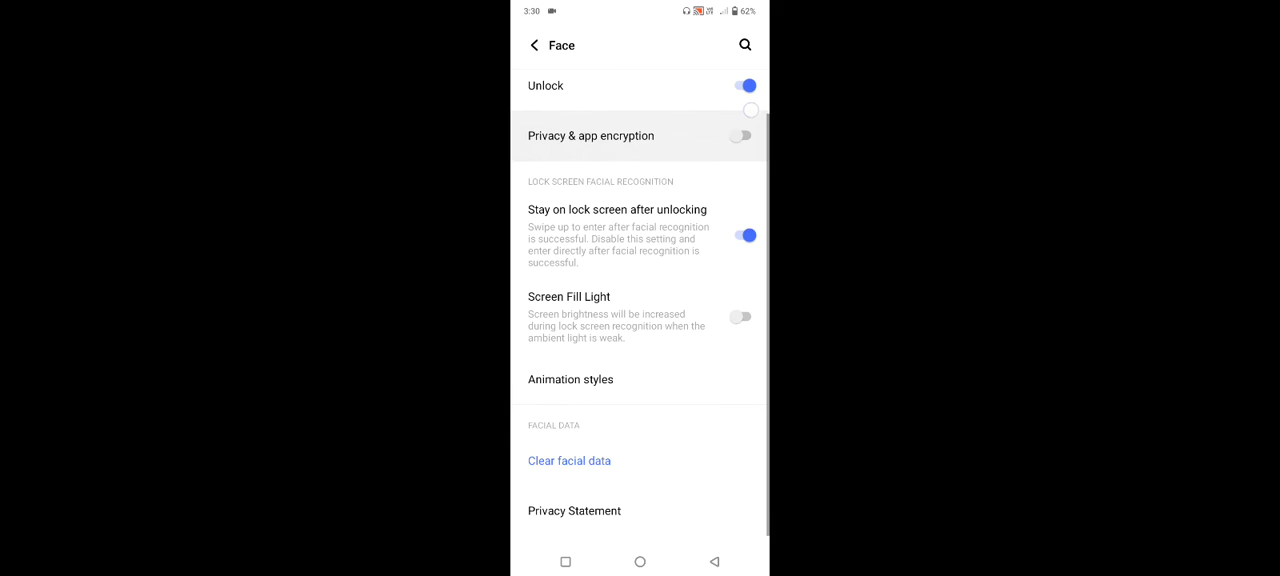 3:30 62%
Face
Unlock
Privacy & app encryption
LOCK SCREEN FACIAL RECOGNITION
Stay on lock screen after unlocking
Swipe up to enter after facial recognition
is successful. Disable this setting and
enter directly after facial recognition is
successful.
Screen Fill Light
Screen brightness will be increased
during lock screen recognition when the
ambient light is weak.
Animation styles
FACIAL DATA
Clear facial data
Privacy Statement